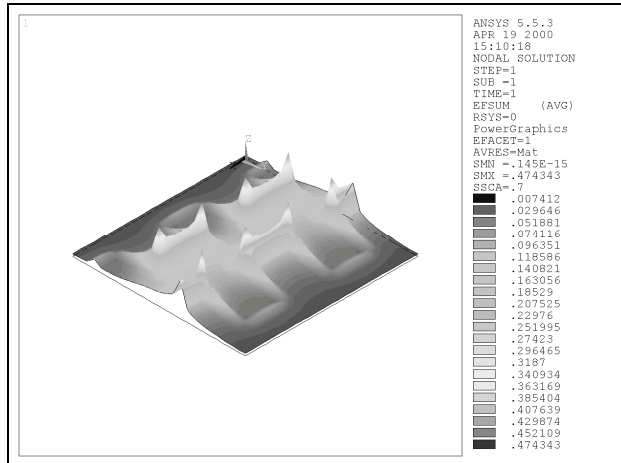 1
ANSYS 5.5.3
APR 19 2000
15:10:18
NODAL SOLUTION
STEP=1
SUB =1
TIME=1
EFSUM (AVG)
RSYS=0
PowerGraphics
EFACET=1
AVRES=Mat
SMN =.145E-15
SMX =.474343
SSCA=.7
.007412
.029646
.051881
.074116
.096351
.118586
.140821
.163056
.18529
.207525
.22976
.251995
.27423
.296465
.3187
.340934
.363169
.385404
.407639
.429874
.452109
.474343
Z